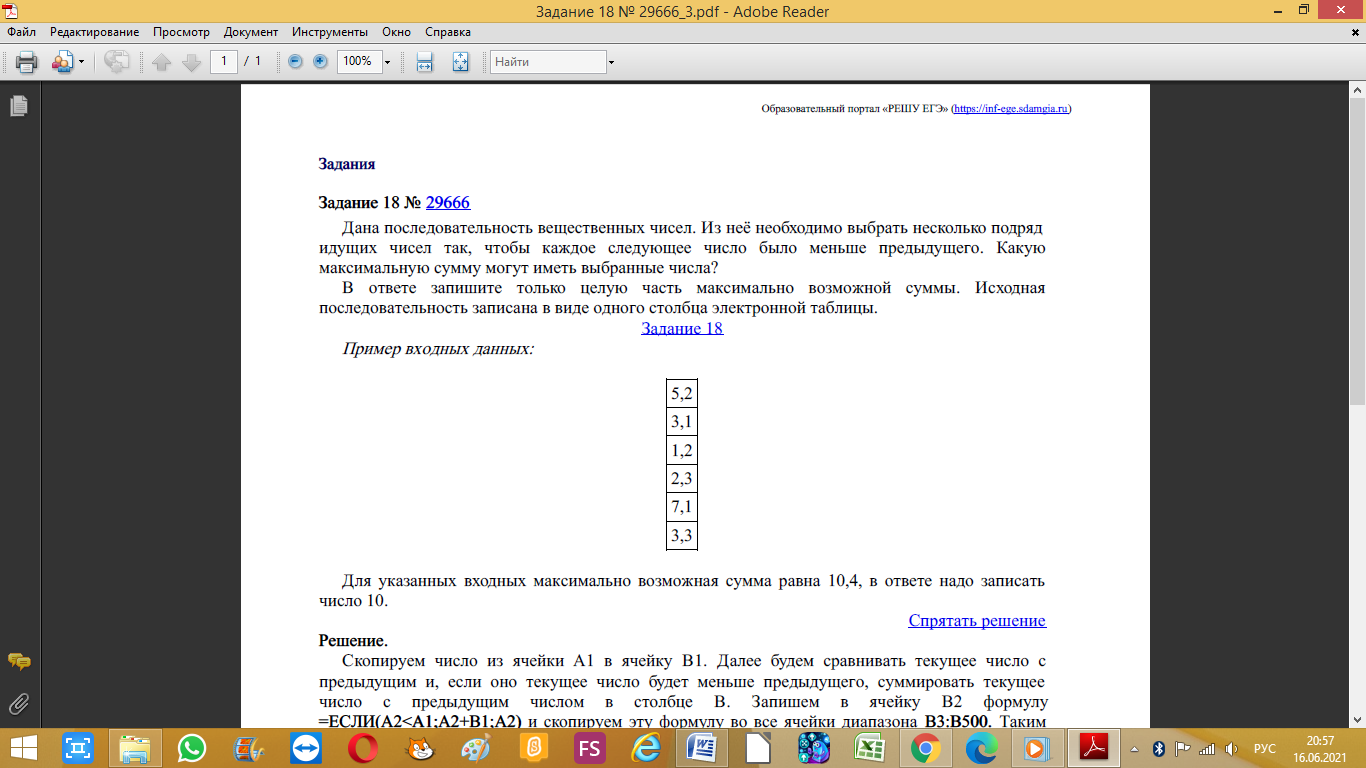 Задание 18 № 29666_3.pdf - Adobe Reader
Файл Редактирование Просмотр Документ Инструменты Окно Справка
1 / 1 100% Найти
Образовательный портал «РЕШУ ЕГЭ» (https://inf-ege.sdamgia.ru)
Задания
Задание 18 № 29666
Дана последовательность вещественных чисел. Из неё необходимо выбрать несколько подряд
идущих чисел так, чтобы каждое следующее число было меньше предыдущего. Какую
максимальную сумму могут иметь выбранные числа?
В ответе запишите только целую часть максимально возможной суммы. Исходная
последовательность записана в виде одного столбца электронной таблицы.
Задание 18
Пример входных данных:
5,2
3,1
1,2
2,3
7,1
3,3
Для указанных входных максимально возможная сумма равна 10,4, в ответе надо записать
число 10.
Спрятать решение
Решение.
Скопируем число из ячейки A1 в ячейку B1. Далее будем сравнивать текущее число с
предыдущим и, если оно текущее число будет меньше предыдущего, суммировать текущее
число с предыдущим числом в столбце B. Запишем в ячейку B2 формулу
=ЕСЛИ(A2<A1;A2+B1;A2) и скопируем эту формулу во все ячейки диапазона B3:B500. Таким
FS
РУС
20:57
16.06.2021